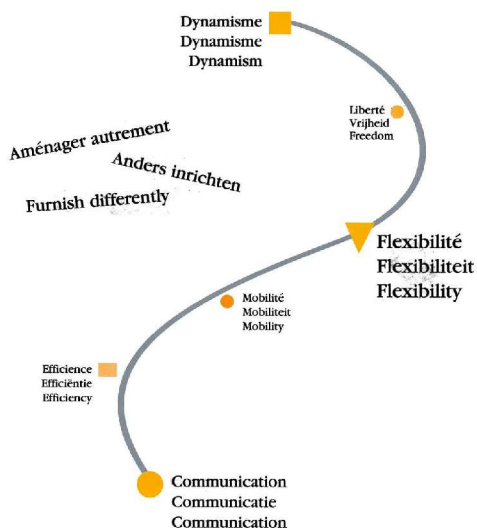 Dynamisme
Dynamisme
Dynamism
Liberté
Vrijheid
Freedom
Aménager autrement
Anders inrichten
Furnish differently
Flexibilité
Flexibiliteit
Flexibility
Mobilité
Mobiliteit
Mobility
Efficience
Efficiëntie
Efficiency
Communication
Communicatie
Communication